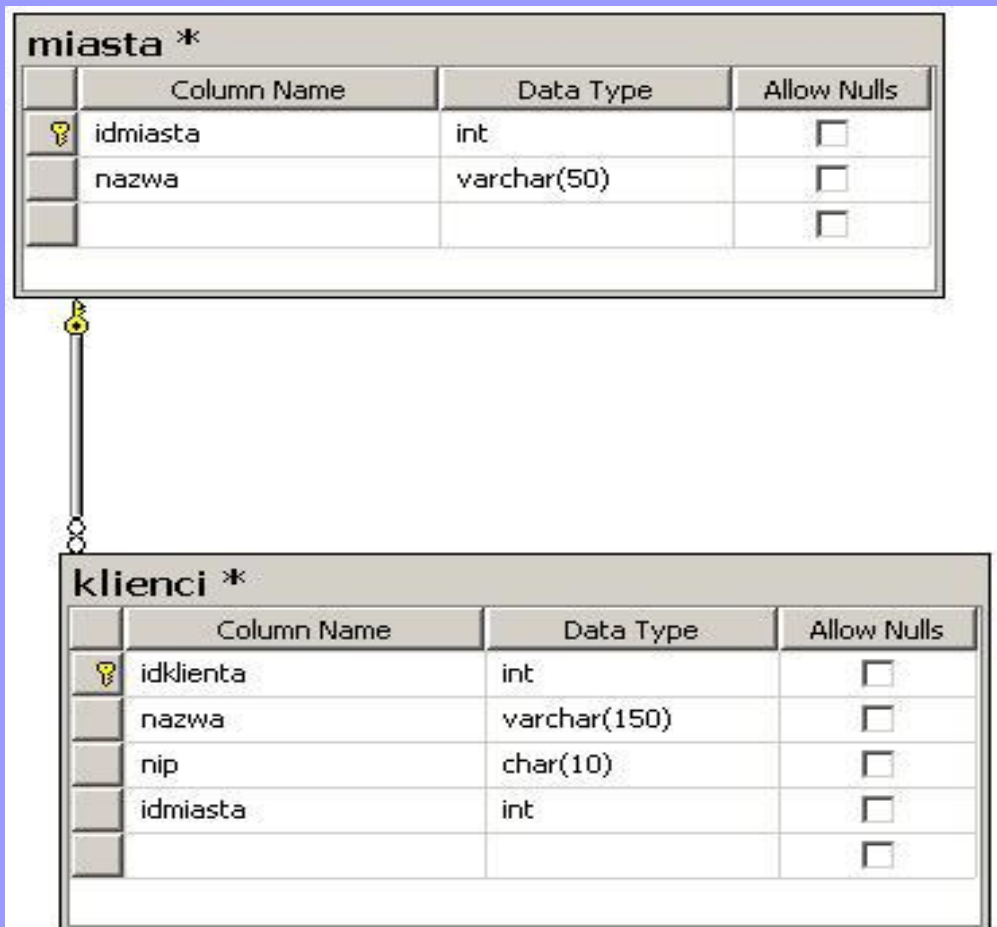 miasta *
Column Name Data Type Allow Nulls
idmiasta int
nazwa varchar(50)
klienci *
Column Name Data Type Allow Nulls
idklienta int
nazwa varchar(150)
nip char(10)
idmiasta int